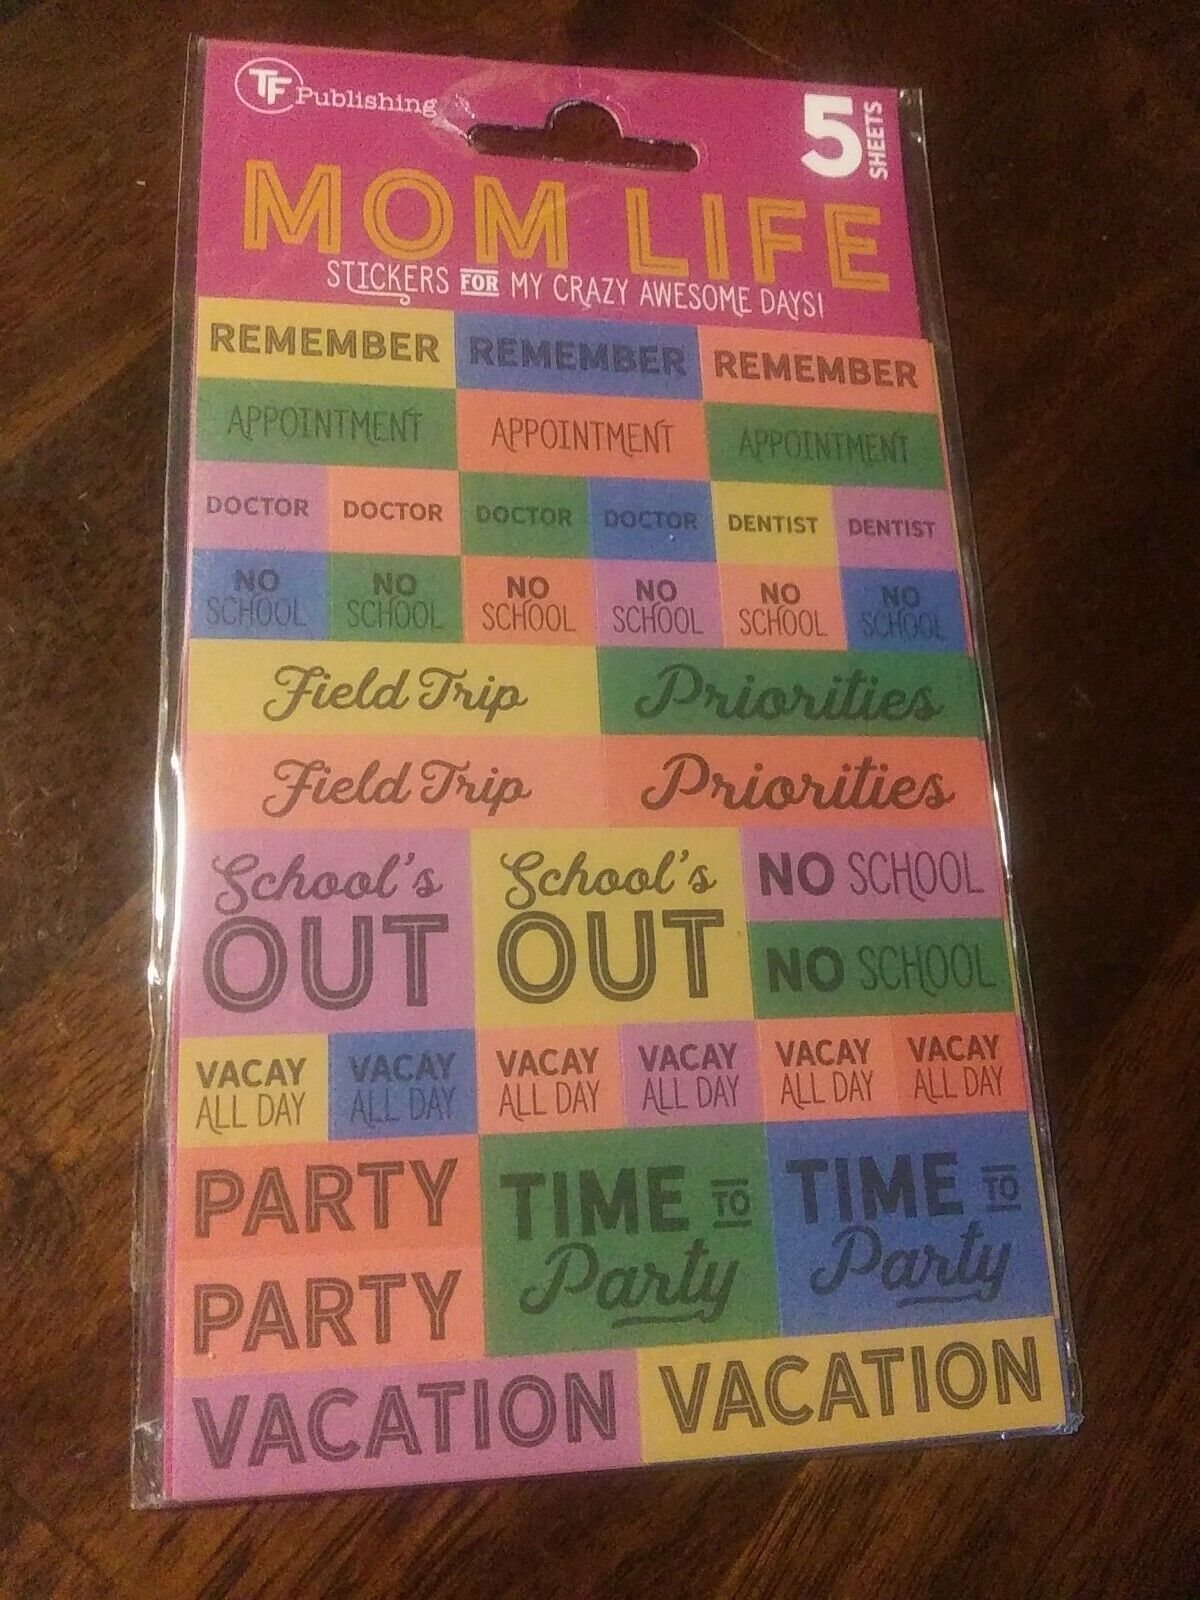 TF Publishing
5 SHEETS
MOM LIFE
STICKERS FOR MY CRAZY AWESOME DAYS!
REMEMBER REMEMBER REMEMBER
APPOINTMENT APPOINTMENT APPOINTMENT
DOCTOR DOCTOR DOCTOR DOCTOR DENTIST DENTIST
NO NO NO NO NO NO
SCHOOL SCHOOL SCHOOL SCHOOL SCHOOL SCHOOL
Field Trip Priorities
Field Trip Priorities
School's
OUT
School's
OUT
NO SCHOOL
NO SCHOOL
VACAY VACAY VACAY VACAY VACAY VACAY
ALL DAY ALL DAY ALL DAY ALL DAY ALL DAY ALL DAY
PARTY
PARTY
TIME TO
Party
TIME TO
Party
VACATION VACATION